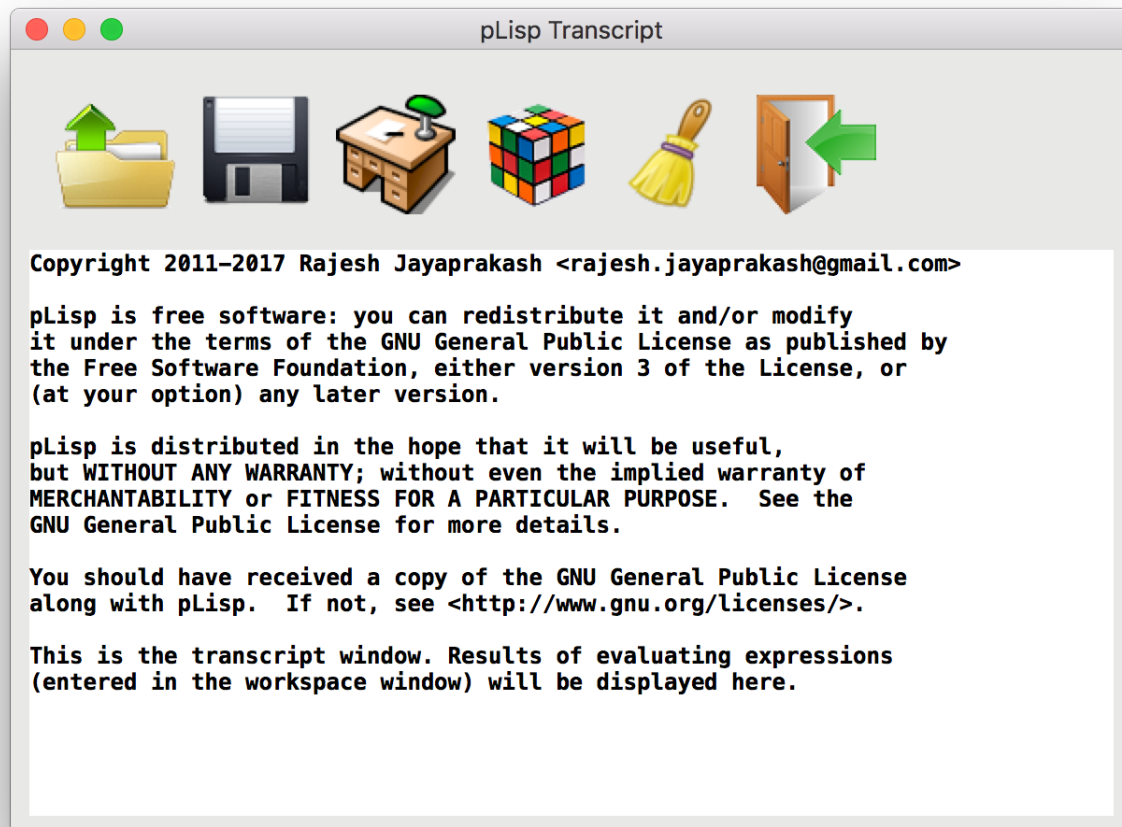 pLisp Transcript
Copyright 2011-2017 Rajesh Jayaprakash <rajesh.jayaprakash@gmail.com>
pLisp is free software: you can redistribute it and/or modify
it under the terms of the GNU General Public License as published by
the Free Software Foundation, either version 3 of the License, or
(at your option) any later version.
pLisp is distributed in the hope that it will be useful,
but WITHOUT ANY WARRANTY; without even the implied warranty of
MERCHANTABILITY or FITNESS FOR A PARTICULAR PURPOSE.  See the
GNU General Public License for more details.
You should have received a copy of the GNU General Public License
along with pLisp.  If not, see <http://www.gnu.org/licenses/>.
This is the transcript window. Results of evaluating expressions
(entered in the workspace window) will be displayed here.